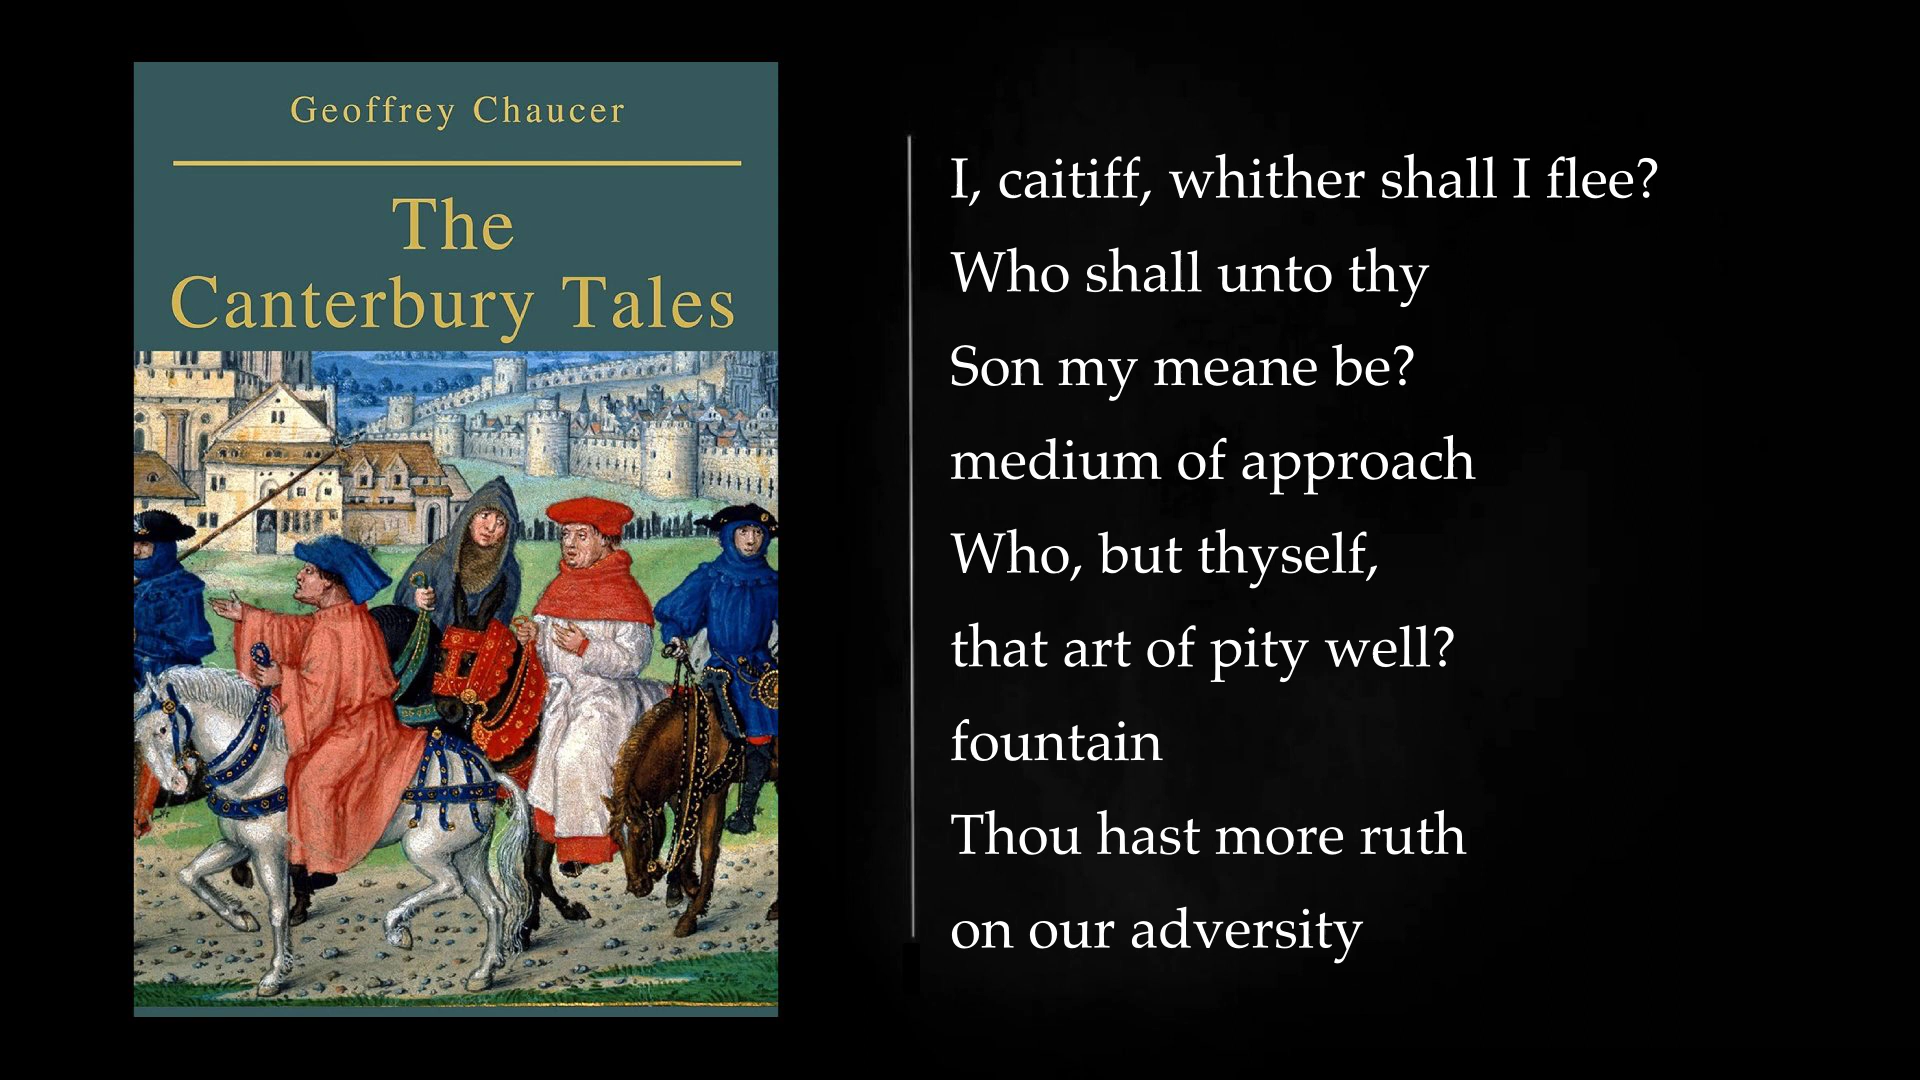 Geoffrey Chaucer
The
Canterbury Tales
I, caitiff, whither shall I flee?
Who shall unto thy
Son my meane be?
medium of approach
Who, but thyself,
that art of pity well?
fountain
Thou hast more ruth
on our adversity